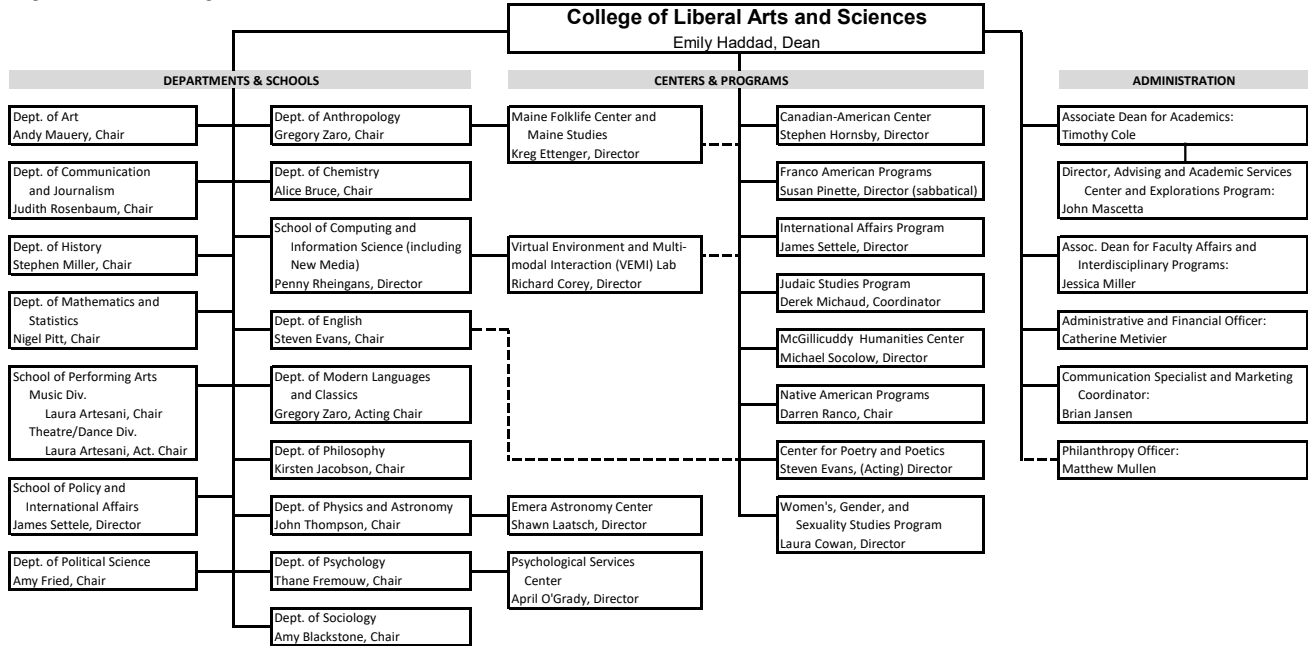 College of Liberal Arts and Sciences
Emily Haddad, Dean
DEPARTMENTS & SCHOOLS
CENTERS & PROGRAMS
ADMINISTRATION
Dept. of Art
Andy Mauery, Chair
Dept. of Communication
and Journalism
Judith Rosenbaum, Chair
Dept. of History
Stephen Miller, Chair
Dept. of Mathematics and
Statistics
Nigel Pitt, Chair
School of Performing Arts
Music Div.
Laura Artesani, Chair
Theatre/Dance Div.
Laura Artesani, Act. Chair
School of Policy and
International Affairs
James Settele, Director
Dept. of Political Science
Amy Fried, Chair
Dept. of Anthropology
Gregory Zaro, Chair
Dept. of Chemistry
Alice Bruce, Chair
School of Computing and
Information Science (including
New Media)
Penny Rheingans, Director
Dept. of English
Steven Evans, Chair
Dept. of Modern Languages
and Classics
Gregory Zaro, Acting Chair
Dept. of Philosophy
Kirsten Jacobson, Chair
Dept. of Physics and Astronomy
John Thompson, Chair
Dept. of Psychology
Thane Fremouw, Chair
Dept. of Sociology
Amy Blackstone, Chair
Maine Folklife Center and
Maine Studies
Kreg Ettenger, Director
Virtual Environment and Multi-
modal Interaction (VEMI) Lab
Richard Corey, Director
Emera Astronomy Center
Shawn Laatsch, Director
Psychological Services
Center
April O'Grady, Director
Canadian-American Center
Stephen Hornsby, Director
Franco American Programs
Susan Pinette, Director (sabbatical)
International Affairs Program
James Settele, Director
Judaic Studies Program
Derek Michaud, Coordinator
McGillicuddy Humanities Center
Michael Socolow, Director
Native American Programs
Darren Ranco, Chair
Center for Poetry and Poetics
Steven Evans, (Acting) Director
Women's, Gender, and
Sexuality Studies Program
Laura Cowan, Director
Associate Dean for Academics:
Timothy Cole
Director, Advising and Academic Services
Center and Explorations Program:
John Mascetta
Assoc. Dean for Faculty Affairs and
Interdisciplinary Programs:
Jessica Miller
Administrative and Financial Officer:
Catherine Metivier
Communication Specialist and Marketing
Coordinator:
Brian Jansen
Philanthropy Officer:
Matthew Mullen